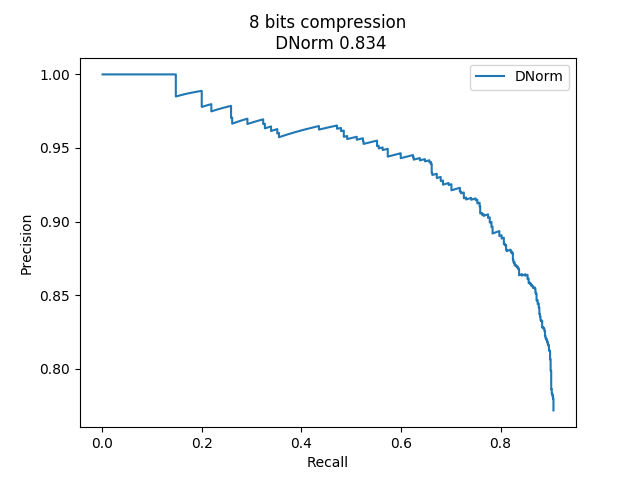 8 bits compression
DNorm 0.834
DNorm
1.00
0.95
0.90
0.85
0.80
Precision
0.0 0.2 0.4 0.6 0.8
Recall